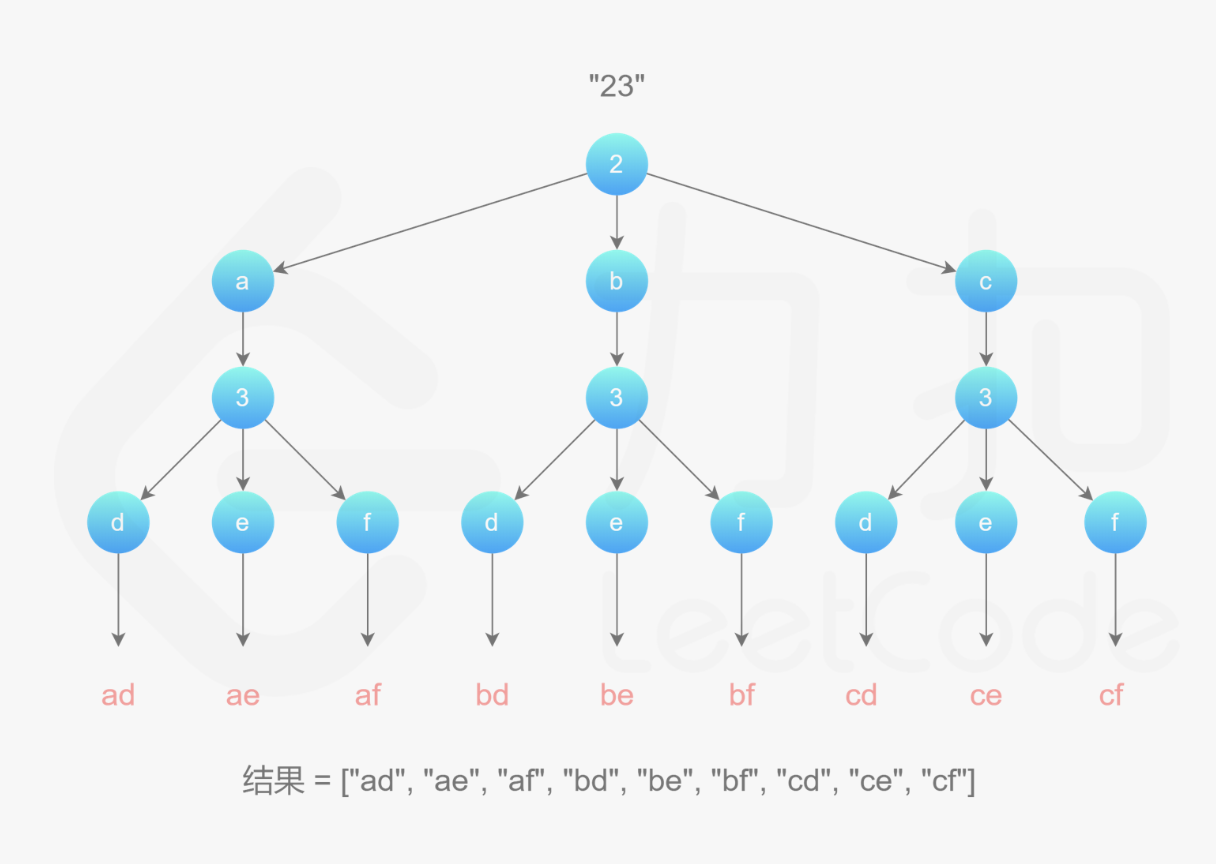 "23"
2
a b c
3 3 3
d e f d e f d e f
ad ae af bd be bf cd ce cf
结果 = ["ad", "ae", "af", "bd", "be", "bf", "cd", "ce", "cf"]
力扣
LeetCode